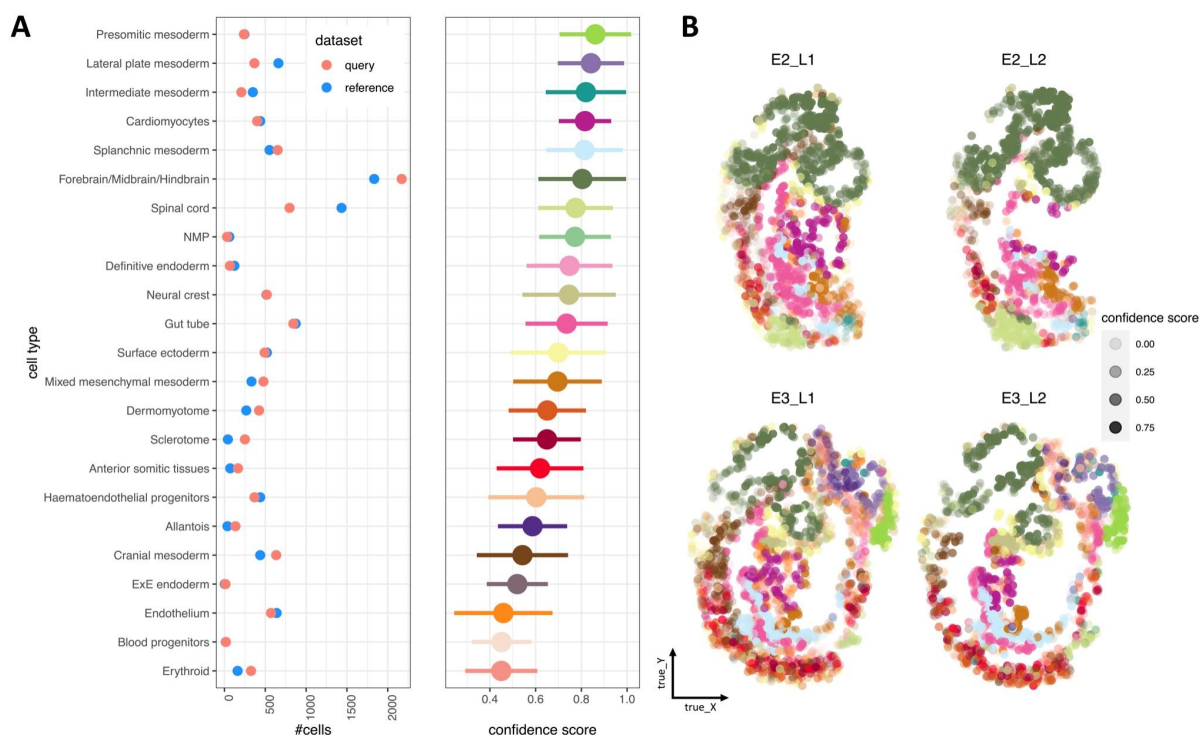 A
B
Presomitic mesoderm
Lateral plate mesoderm
Intermediate mesoderm
Cardiomyocytes
Splanchnic mesoderm
Forebrain/Midbrain/Hindbrain
Spinal cord
NMP
Definitive endoderm
Neural crest
Gut tube
Surface ectoderm
Mixed mesenchymal mesoderm
Dermomyotome
Sclerotome
Anterior somitic tissues
Haematoendothelial progenitors
Allantois
Cranial mesoderm
ExE endoderm
Endothelium
Blood progenitors
Erythroid
cell type
dataset
query
reference
0
500
1000
1500
2000
#cells
0.4 0.6 0.8 1.0
confidence score
E2_L1 E2_L2
E3_L1 E3_L2
confidence score
0.00
0.25
0.50
0.75
true_Y
true_X